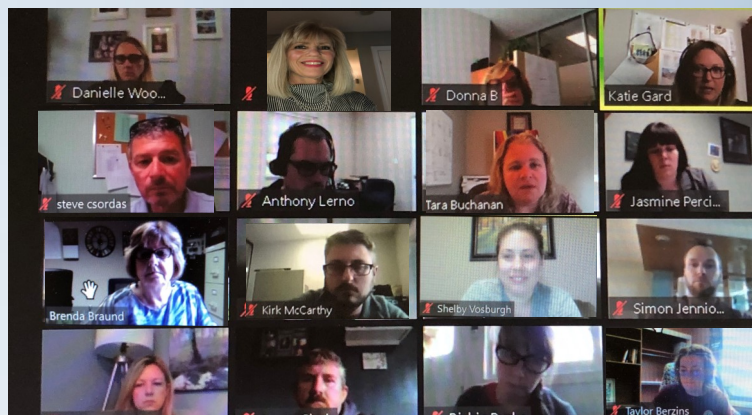 Danielle Woo...
Donna B
Katie Gard
steve csordas
Anthony Lerno
Tara Buchanan
Jasmine Perci...
Brenda Braund
Kirk McCarthy
Shelby Vosburgh
Simon Jennio...
Taylor Berzins